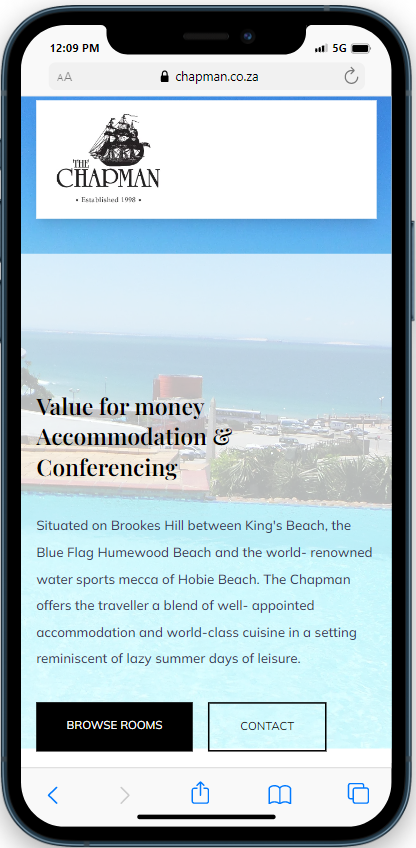 12:09 PM
5G
AA
chapman.co.za
THE
CHAPMAN
• Established 1998 •
Value for money
Accommodation &
Conferencing
Situated on Brookes Hill between King's Beach, the
Blue Flag Humewood Beach and the world- renowned
water sports mecca of Hobie Beach. The Chapman
offers the traveller a blend of well- appointed
accommodation and world-class cuisine in a setting
reminiscent of lazy summer days of leisure.
BROWSE ROOMS
CONTACT